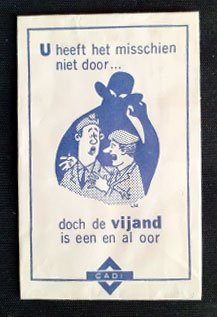 U heeft het misschien
niet door...
doch de vijand
is een en al oor
CADI